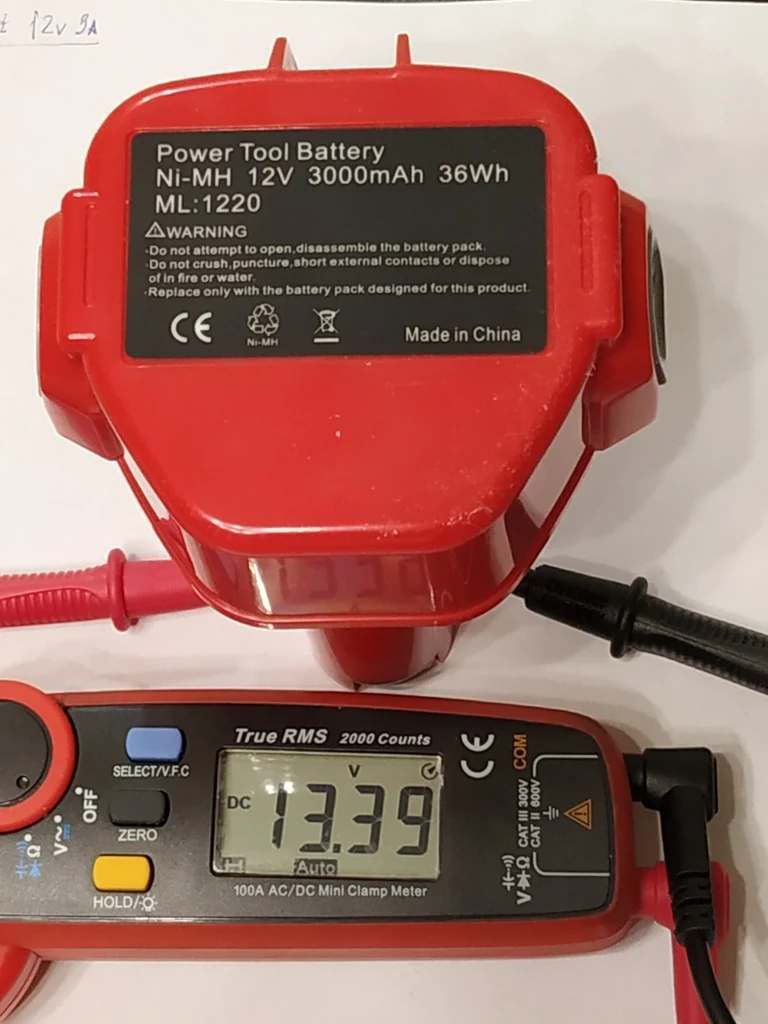 12V 9A
Power Tool Battery
Ni-MH 12V 3000mAh 36Wh
ML:1220
WARNING
·Do not attempt to open,disassemble the battery pack.
·Do not crush,puncture,short external contacts or dispose
of in fire or water.
·Replace only with the battery pack designed for this product.
CE
Ni-MH
Made in China
True RMS 2000 Counts
CE
COM
SELECT/V.F.C
OFF
ZERO
V
Ω
HOLD/
V
DC
13.39
H
Auto
100A AC/DC Mini Clamp Meter
CAT III 300V
CAT II 600V
V Ω